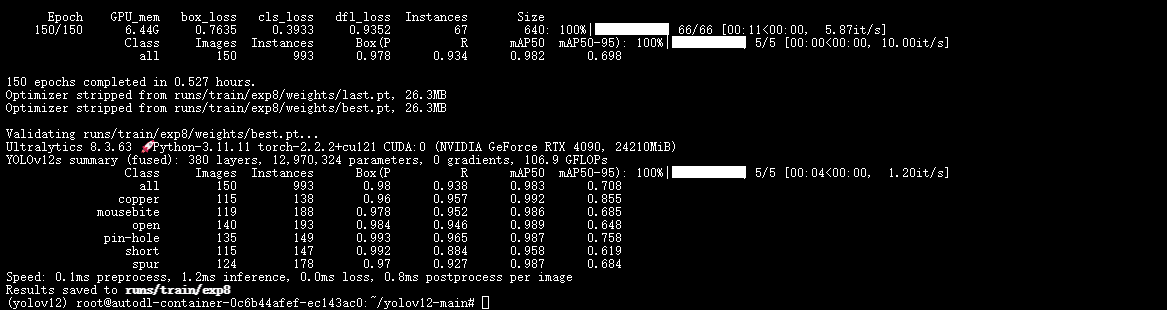 Epoch GPU_mem box_loss cls_loss dfl_loss Instances Size
150/150 6.44G 0.7635 0.3933 0.9352 67 640: 100%| 66/66 [00:11<00:00, 5.87it/s]
Class Images Instances Box(P R mAP50 mAP50-95): 100%| 5/5 [00:00<00:00, 10.00it/s]
all 150 993 0.978 0.934 0.982 0.698
150 epochs completed in 0.527 hours.
Optimizer stripped from runs/train/exp8/weights/last.pt, 26.3MB
Optimizer stripped from runs/train/exp8/weights/best.pt, 26.3MB
Validating runs/train/exp8/weights/best.pt...
Ultralytics 8.3.63 🚀Python-3.11.11 torch-2.2.2+cu121 CUDA:0 (NVIDIA GeForce RTX 4090, 24210MiB)
YOLOv12s summary (fused): 380 layers, 12,970,324 parameters, 0 gradients, 106.9 GFLOPs
Class Images Instances Box(P R mAP50 mAP50-95): 100%| 5/5 [00:04<00:00, 1.20it/s]
all 150 993 0.98 0.938 0.983 0.708
copper 115 138 0.96 0.957 0.992 0.855
mousebite 119 188 0.978 0.952 0.986 0.685
open 140 193 0.984 0.946 0.989 0.648
pin-hole 135 149 0.993 0.965 0.987 0.758
short 115 147 0.992 0.884 0.958 0.619
spur 124 178 0.97 0.927 0.987 0.684
Speed: 0.1ms preprocess, 1.2ms inference, 0.0ms loss, 0.8ms postprocess per image
Results saved to runs/train/exp8
(yolov12) root@autodl-container-0c6b44afef-ec143ac0:~/yolov12-main#